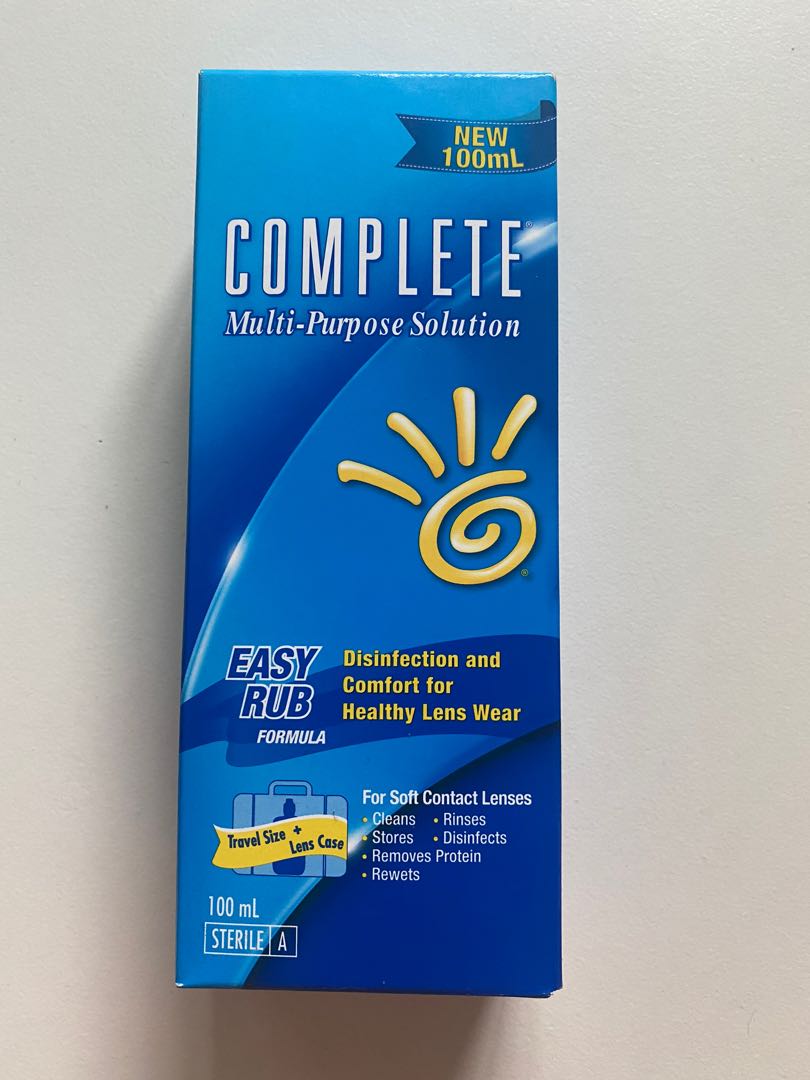 NEW
100mL
COMPLETE®
Multi-Purpose Solution
®
EASY
RUB
FORMULA
Disinfection and
Comfort for
Healthy Lens Wear
Travel Size +
Lens Case
For Soft Contact Lenses
• Cleans • Rinses
• Stores • Disinfects
• Removes Protein
• Rewets
100 mL
STERILE A